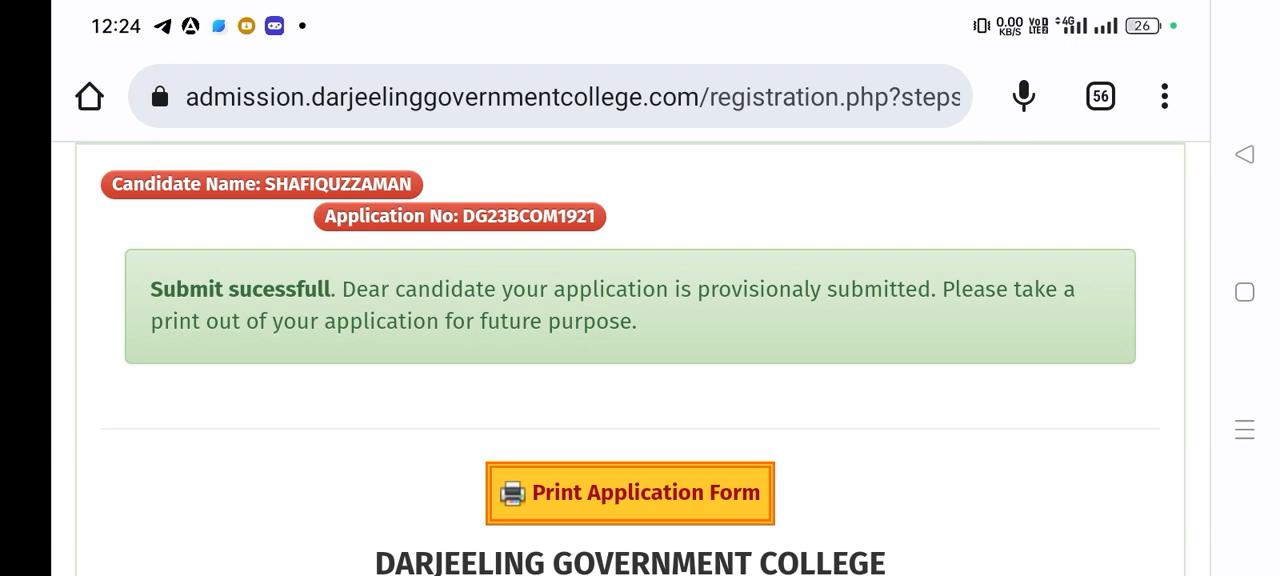 12:24
0.00 KB/S
VoD LTED
4G
26
admission.darjeelinggovernmentcollege.com/registration.php?steps
56
Candidate Name: SHAFIQUZZAMAN
Application No: DG23BCOM1921
Submit sucessfull. Dear candidate your application is provisionaly submitted. Please take a
print out of your application for future purpose.
Print Application Form
DARJEELING GOVERNMENT COLLEGE